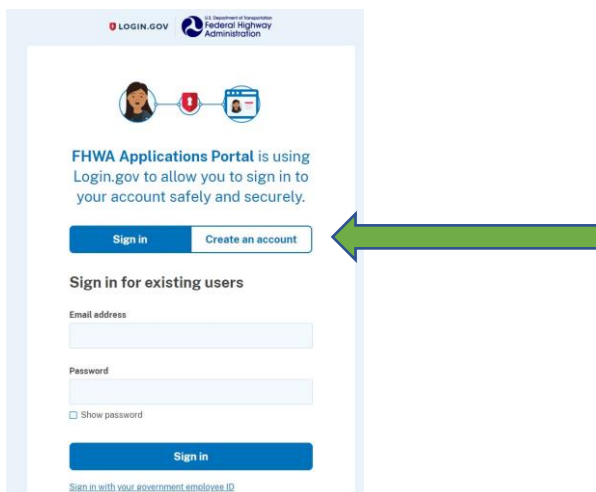 LOGIN.GOV
U.S. Department of Transportation
Federal Highway
Administration
FHWA Applications Portal is using
Login.gov to allow you to sign in to
your account safely and securely.
Sign in Create an account
Sign in for existing users
Email address
Password
Show password
Sign in
Sign in with your government employee ID